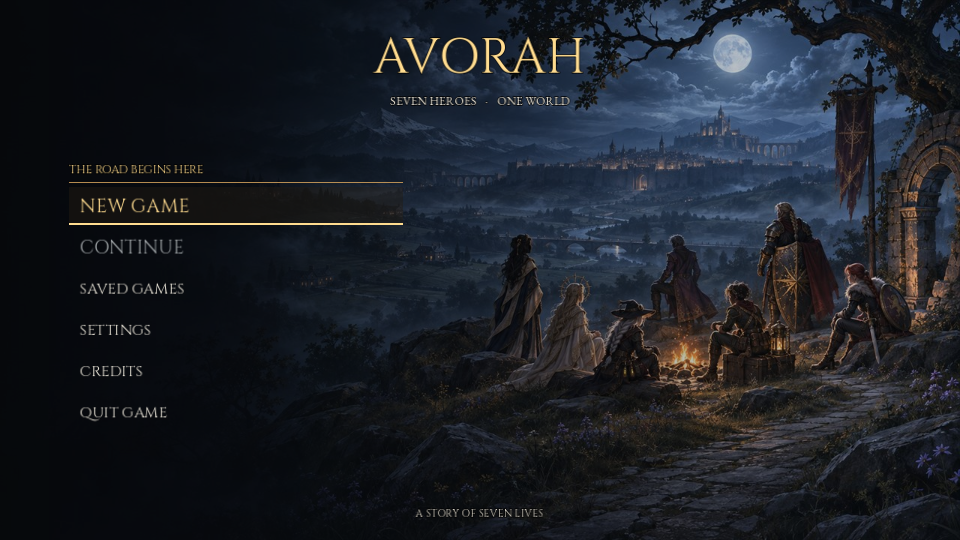 AVORAH
SEVEN HEROES · ONE WORLD
THE ROAD BEGINS HERE
NEW GAME
CONTINUE
SAVED GAMES
SETTINGS
CREDITS
QUIT GAME
A STORY OF SEVEN LIVES